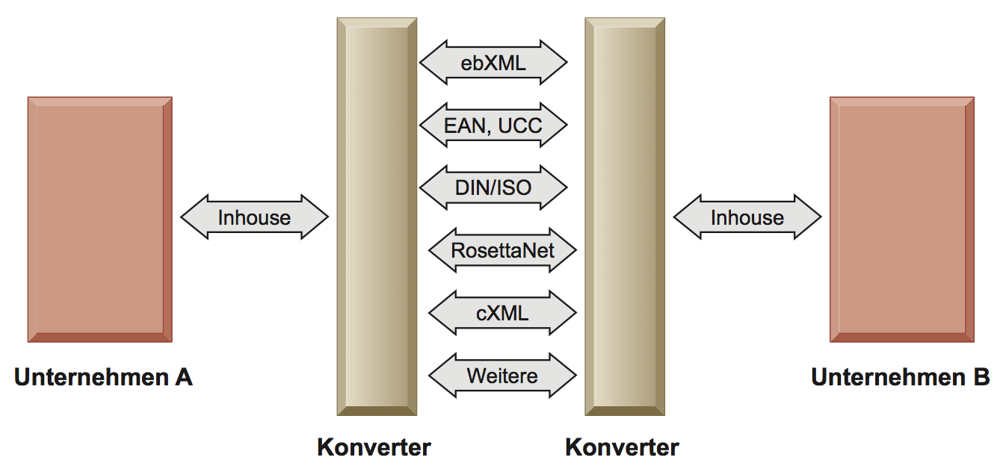 ebXML
EAN, UCC
DIN/ISO
Inhouse
Inhouse
RosettaNet
cXML
Weitere
Unternehmen A
Unternehmen B
Konverter
Konverter